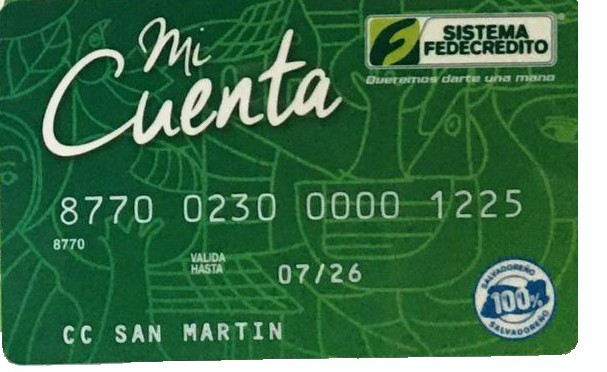 Mi
Cuenta
SISTEMA
FEDECREDITO
Queremos darte una mano
8770 0230 0000 1225
8770
VALIDA
HASTA
07/26
SALVADOREÑO
100%
SALVADOREÑO
CC SAN MARTIN